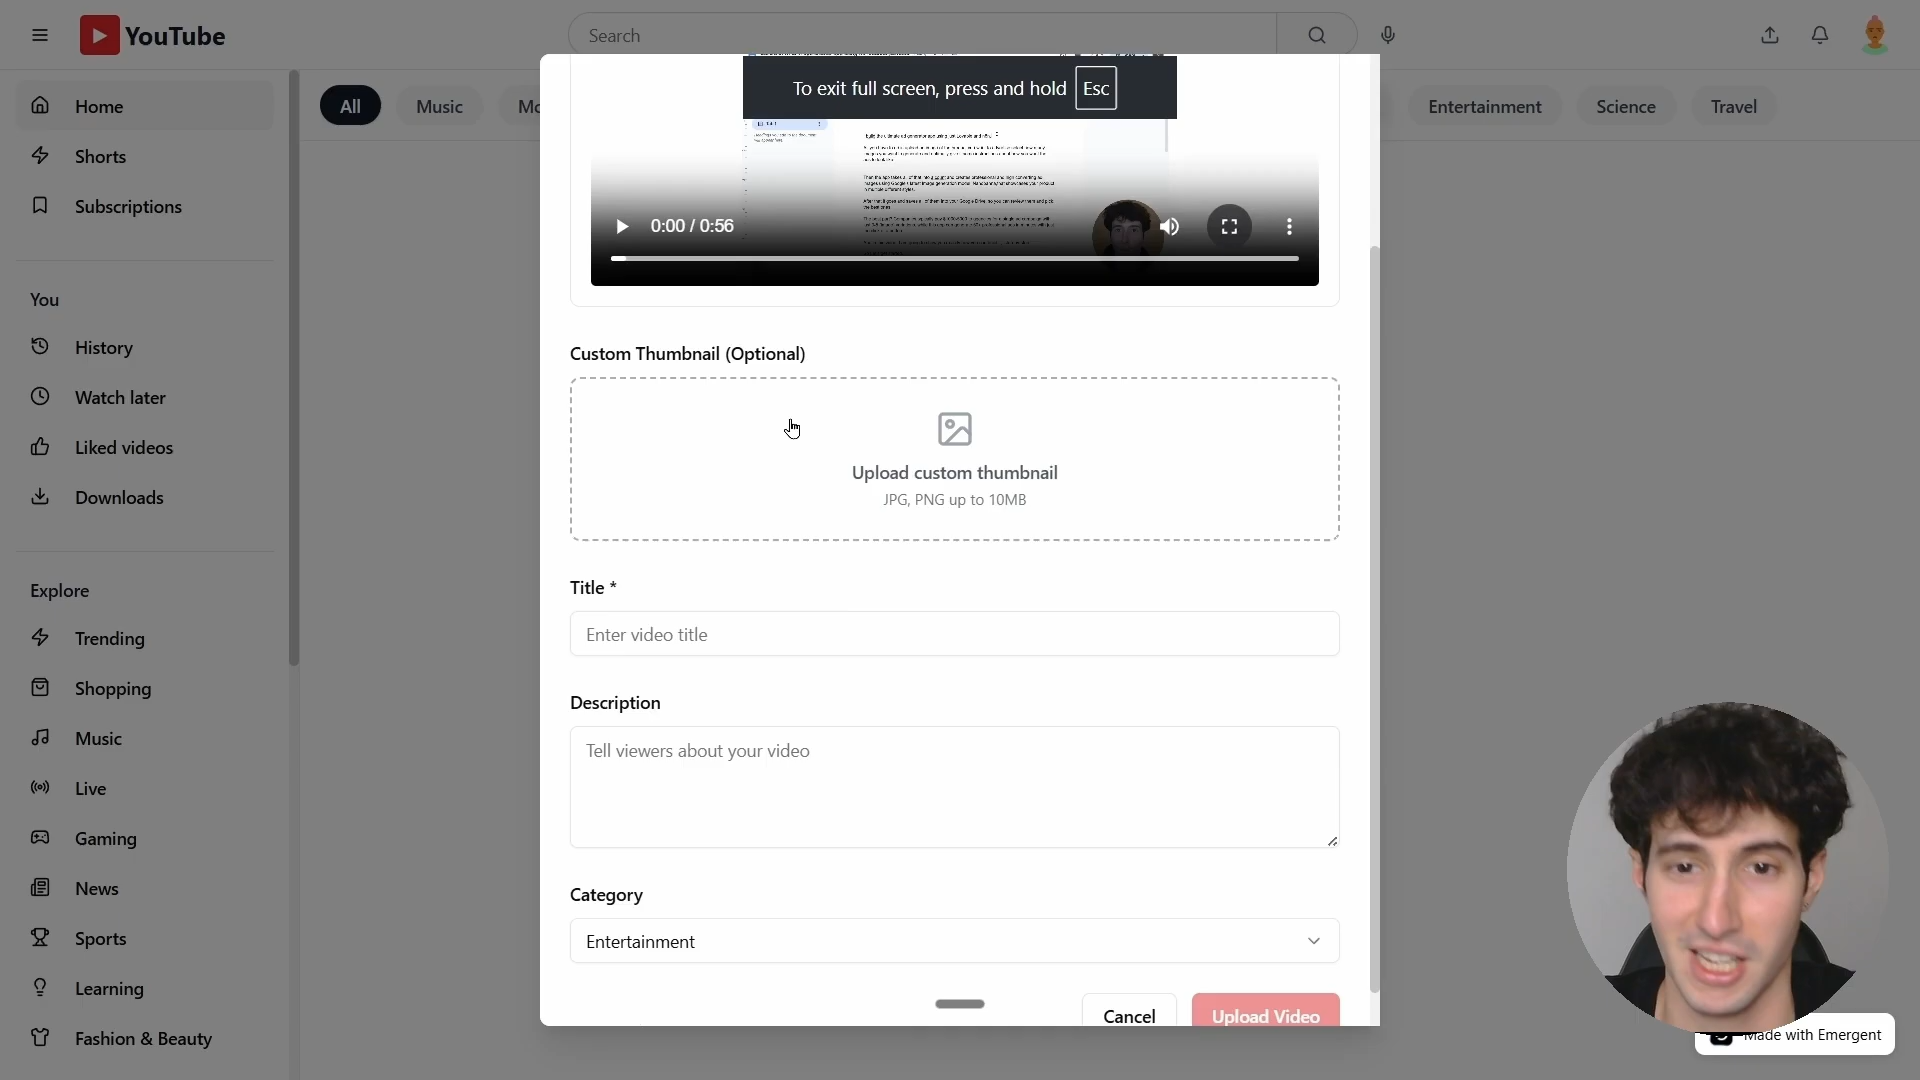 YouTube
Search
To exit full screen, press and hold Esc
Home
Shorts
Subscriptions
You
History
Watch later
Liked videos
Downloads
Explore
Trending
Shopping
Music
Live
Gaming
News
Sports
Learning
Fashion & Beauty
All
Music
Entertainment
Science
Travel
0:00 / 0:56
Custom Thumbnail (Optional)
Upload custom thumbnail
JPG, PNG up to 10MB
Title *
Enter video title
Description
Tell viewers about your video
Category
Entertainment
Cancel
Upload Video
Made with Emergent